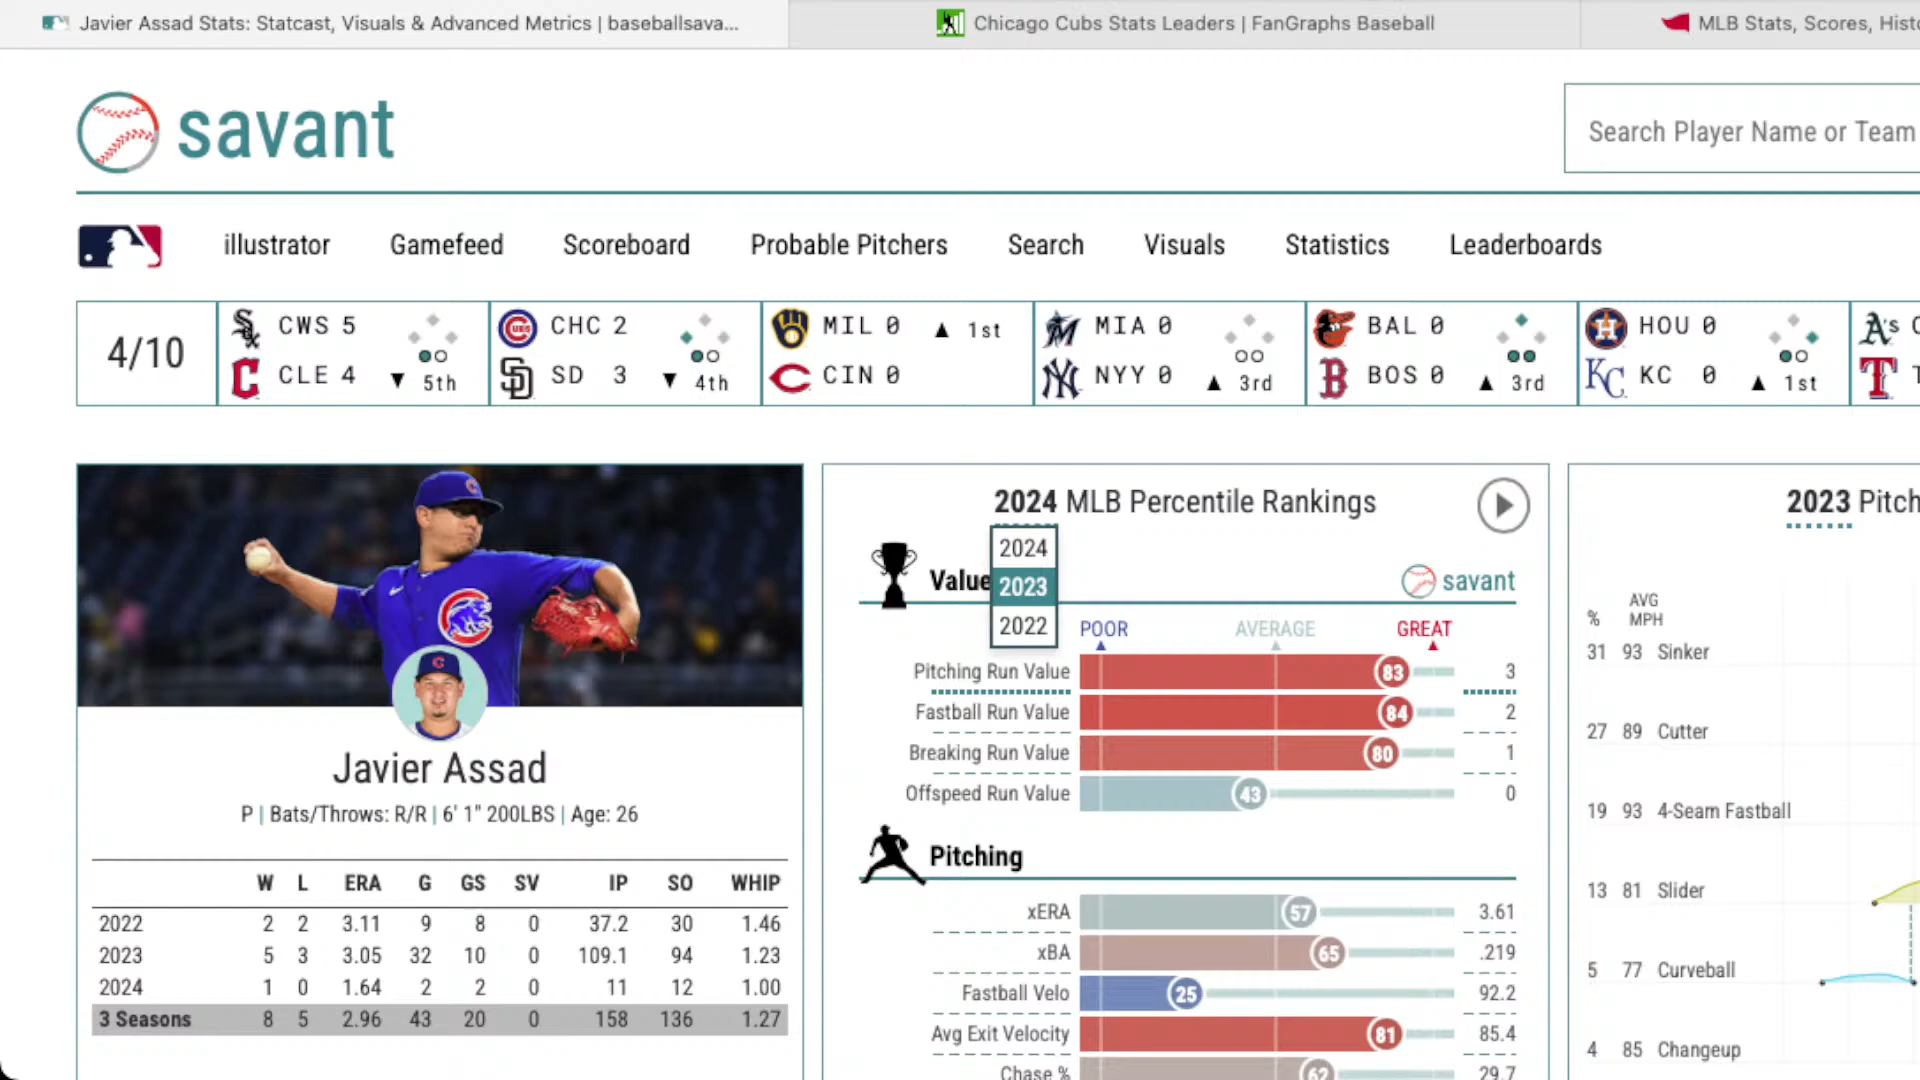 Javier Assad Stats: Statcast, Visuals & Advanced Metrics | baseballsava...
Chicago Cubs Stats Leaders | FanGraphs Baseball
MLB Stats, Scores, Histo
savant
Search Player Name or Team
illustrator Gamefeed Scoreboard Probable Pitchers Search Visuals Statistics Leaderboards
4/10
CWS 5
CLE 4 ▼ 5th
CHC 2
SD 3 ▼ 4th
MIL 0 ▲ 1st
CIN 0
MIA 0
NYY 0 ▲ 3rd
BAL 0
BOS 0 ▲ 3rd
HOU 0
KC 0 ▲ 1st
Javier Assad
P | Bats/Throws: R/R | 6' 1" 200LBS | Age: 26
W L ERA G GS SV IP SO WHIP
2022 2 2 3.11 9 8 0 37.2 30 1.46
2023 5 3 3.05 32 10 0 109.1 94 1.23
2024 1 0 1.64 2 2 0 11 12 1.00
3 Seasons 8 5 2.96 43 20 0 158 136 1.27
2024 MLB Percentile Rankings
2024
2023
2022
Value
savant
POOR AVERAGE GREAT
Pitching Run Value 83 3
Fastball Run Value 84 2
Breaking Run Value 80 1
Offspeed Run Value 43 0
Pitching
xERA 57 3.61
xBA 65 .219
Fastball Velo 25 92.2
Avg Exit Velocity 81 85.4
Chase % 62 29.7
2023 Pitch
% AVG MPH
31 93 Sinker
27 89 Cutter
19 93 4-Seam Fastball
13 81 Slider
5 77 Curveball
4 85 Changeup